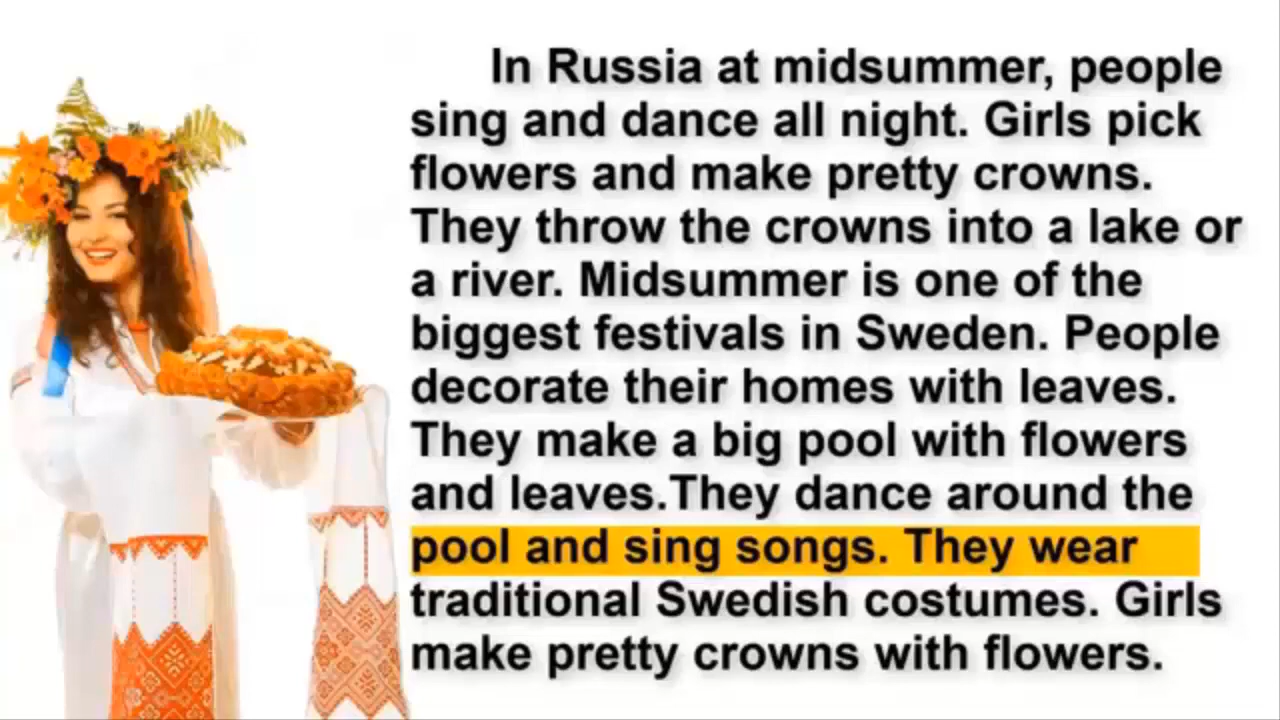 In Russia at midsummer, people
sing and dance all night. Girls pick
flowers and make pretty crowns.
They throw the crowns into a lake or
a river. Midsummer is one of the
biggest festivals in Sweden. People
decorate their homes with leaves.
They make a big pool with flowers
and leaves.They dance around the
pool and sing songs. They wear
traditional Swedish costumes. Girls
make pretty crowns with flowers.